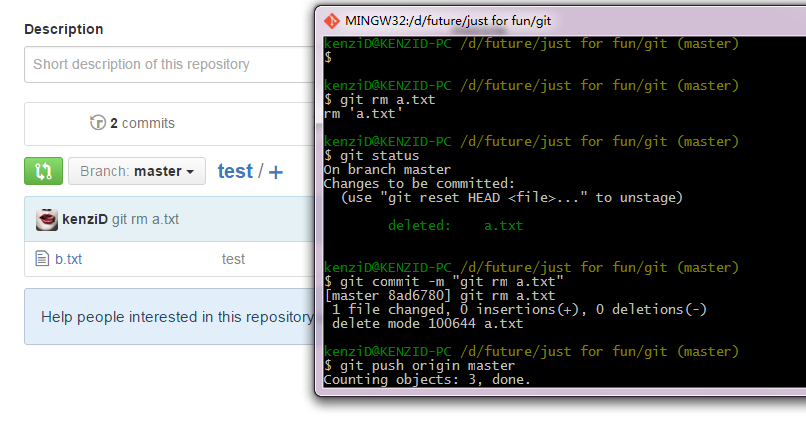 Description
Short description of this repository
2 commits
Branch: master
test / +
kenziD git rm a.txt
b.txt test
Help people interested in this repository
MINGW32:/d/future/just for fun/git
kenziD@KENZID-PC /d/future/just for fun/git (master)
$
kenziD@KENZID-PC /d/future/just for fun/git (master)
$ git rm a.txt
rm 'a.txt'
kenziD@KENZID-PC /d/future/just for fun/git (master)
$ git status
On branch master
Changes to be committed:
  (use "git reset HEAD <file>..." to unstage)
        deleted:    a.txt
kenziD@KENZID-PC /d/future/just for fun/git (master)
$ git commit -m "git rm a.txt"
[master 8ad6780] git rm a.txt
 1 file changed, 0 insertions(+), 0 deletions(-)
 delete mode 100644 a.txt
kenziD@KENZID-PC /d/future/just for fun/git (master)
$ git push origin master
Counting objects: 3, done.